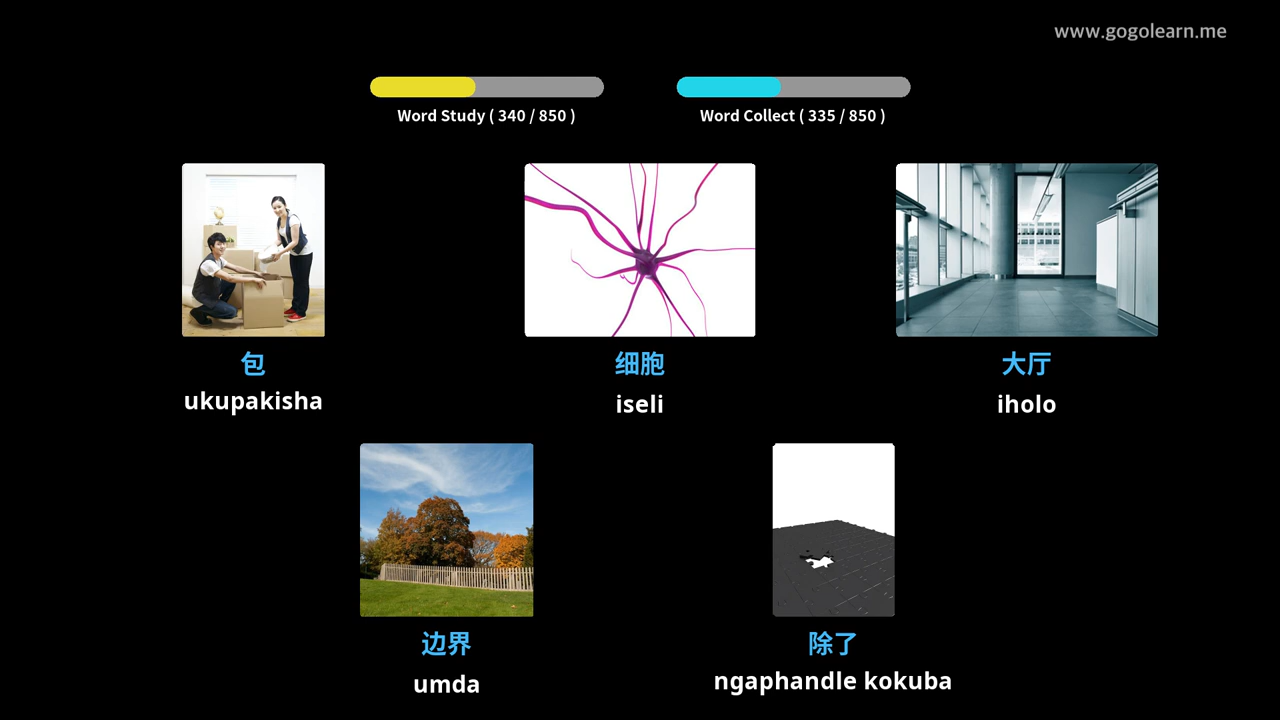 www.gogolearn.me
Word Study ( 340 / 850 )
Word Collect ( 335 / 850 )
包
ukupakisha
细胞
iseli
大厅
iholo
边界
umda
除了
ngaphandle kokuba